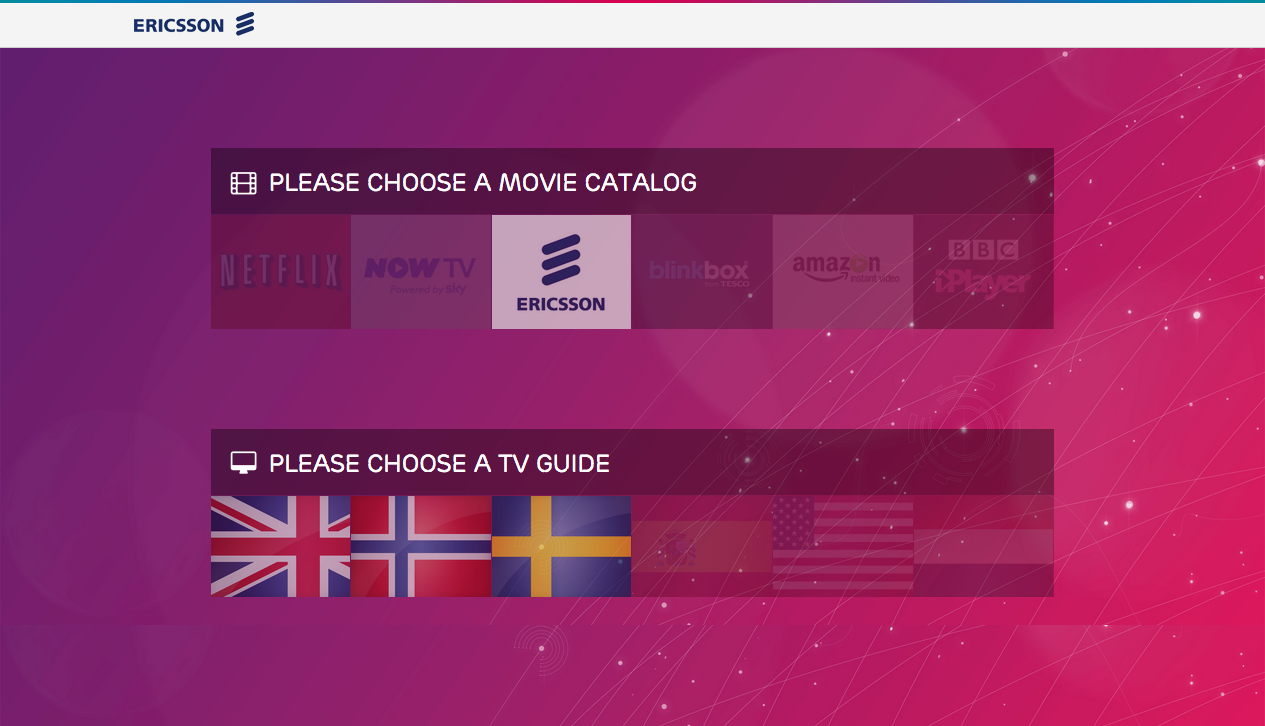 ERICSSON
PLEASE CHOOSE A MOVIE CATALOG
NETFLIX
NOW TV
Powered by sky
ERICSSON
blinkbox
from TESCO
amazon
instant video
BBC
iPlayer
PLEASE CHOOSE A TV GUIDE